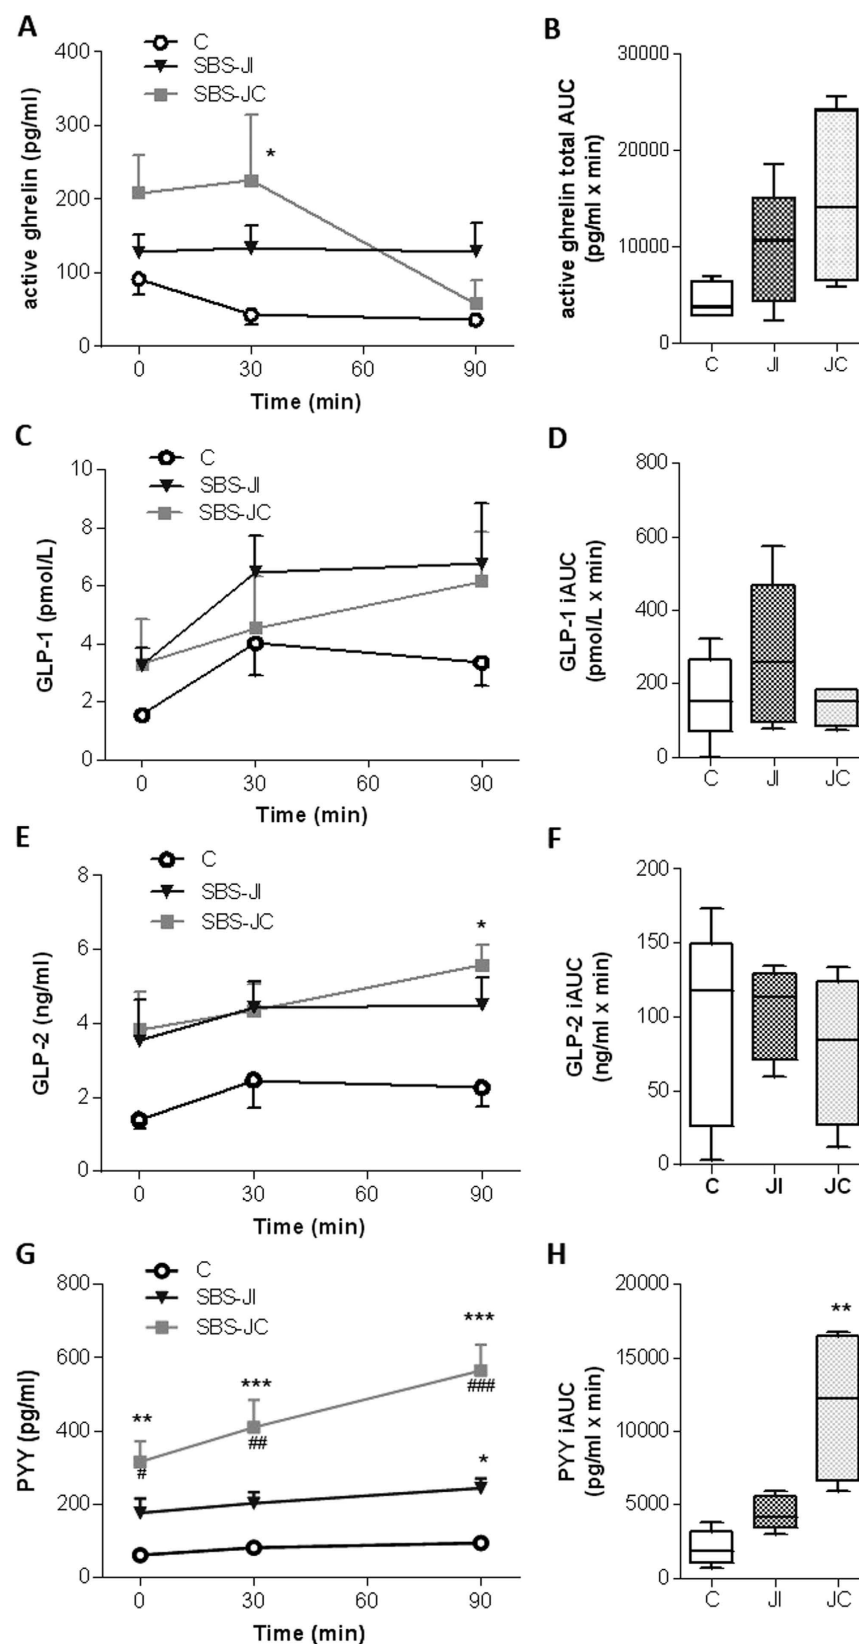 A
C
SBS-JI
SBS-JC
400
300
200
100
0
active ghrelin (pg/ml)
*
0 30 60 90
Time (min)
B
30000
20000
10000
0
active ghrelin total AUC
(pg/ml x min)
C JI JC
C
C
SBS-JI
SBS-JC
10
8
6
4
2
0
GLP-1 (pmol/L)
0 30 60 90
Time (min)
D
800
600
400
200
0
GLP-1 iAUC
(pmol/L x min)
C JI JC
E
C
SBS-JI
SBS-JC
8
6
4
2
0
GLP-2 (ng/ml)
*
0 30 60 90
Time (min)
F
200
150
100
50
0
GLP-2 iAUC
(ng/ml x min)
C JI JC
G
C
SBS-JI
SBS-JC
800
600
400
200
0
PYY (pg/ml)
**
#
***
##
***
###
*
0 30 60 90
Time (min)
H
20000
15000
10000
5000
0
PYY iAUC
(pg/ml x min)
**
C JI JC